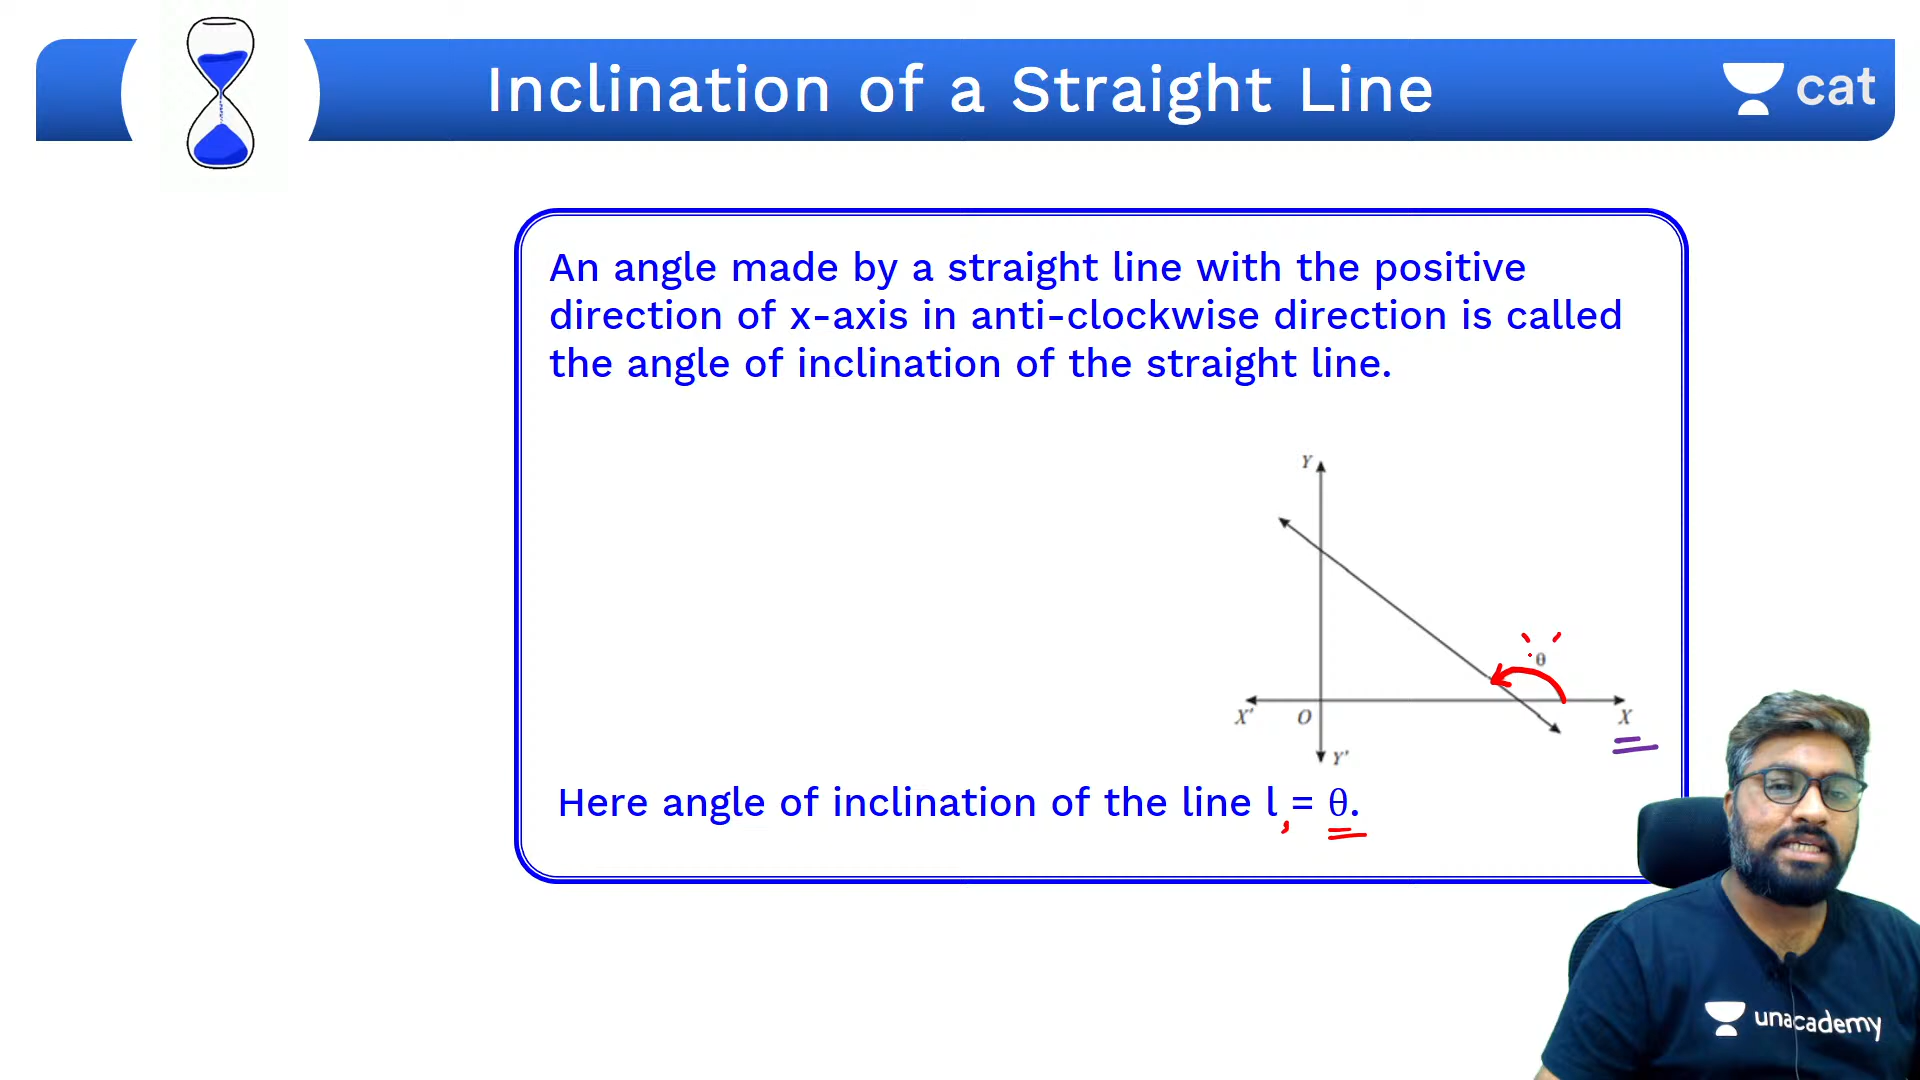 Inclination of a Straight Line
cat
An angle made by a straight line with the positive
direction of x-axis in anti-clockwise direction is called
the angle of inclination of the straight line.
Y
θ
X' O X
Y'
Here angle of inclination of the line l, = θ.
unacademy